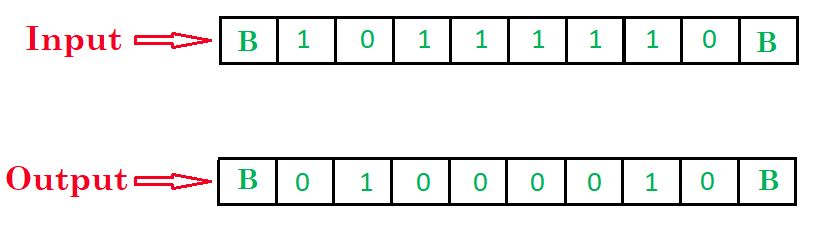 Input B 1 0 1 1 1 1 1 0 B
Output B 0 1 0 0 0 0 1 0 B